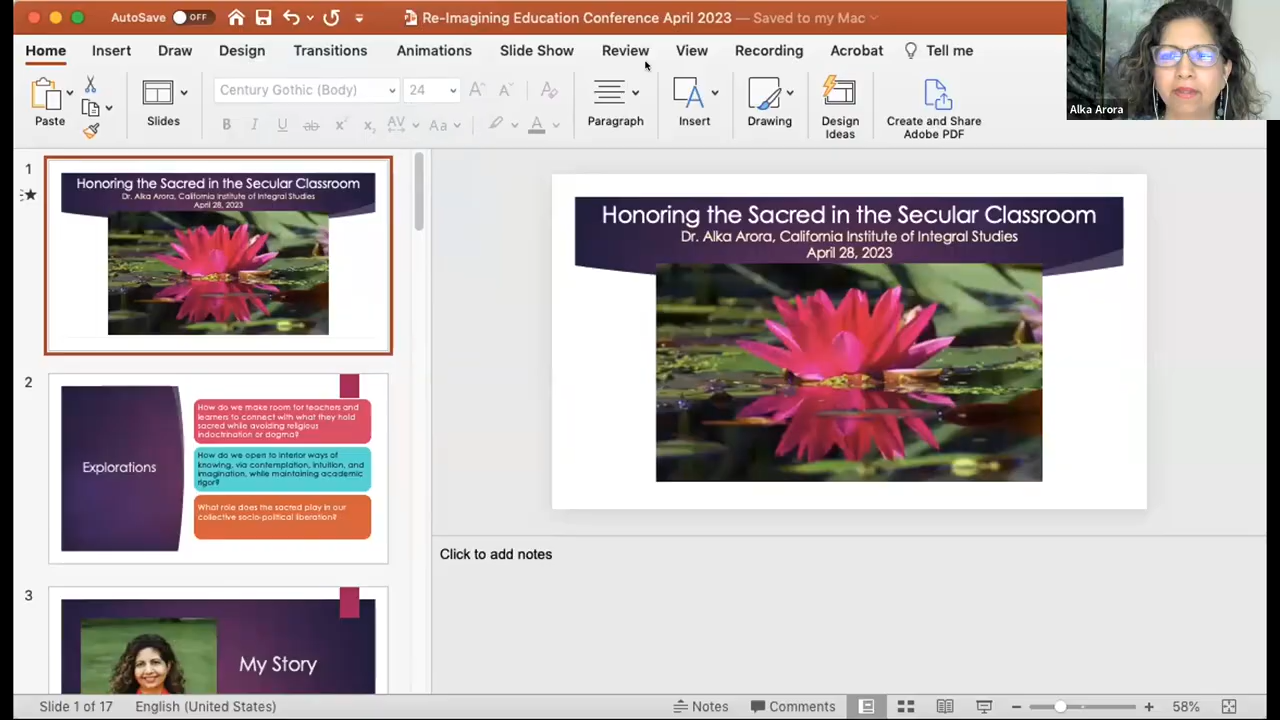 AutoSave OFF
Re-Imagining Education Conference April 2023 — Saved to my Mac
Home Insert Draw Design Transitions Animations Slide Show Review View Recording Acrobat Tell me
Paste
Slides
Century Gothic (Body) 24
Paragraph
Insert
Drawing
Design
Ideas
Create and Share
Adobe PDF
Alka Arora
1
Honoring the Sacred in the Secular Classroom
Dr. Alka Arora, California Institute of Integral Studies
April 28, 2023
2
Explorations
How do we make room for teachers and
learners to connect with what they hold
sacred while avoiding religious
indoctrination or dogma?
How do we open to interior ways of
knowing, via contemplation, intuition, and
imagination, while maintaining academic
rigor?
What role does the sacred play in our
collective socio-political liberation?
3
My Story
Honoring the Sacred in the Secular Classroom
Dr. Alka Arora, California Institute of Integral Studies
April 28, 2023
Click to add notes
Slide 1 of 17 English (United States) Notes Comments 58%